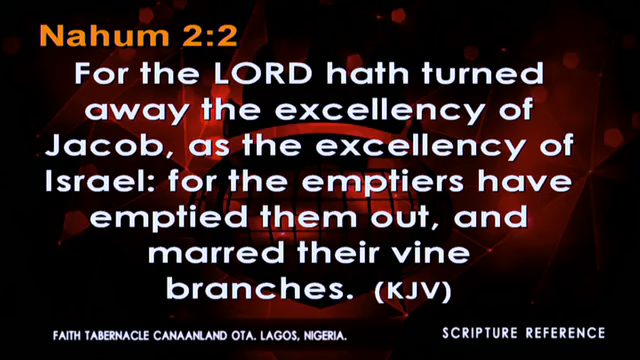 Nahum 2:2
For the LORD hath turned
away the excellency of
Jacob, as the excellency of
Israel: for the emptiers have
emptied them out, and
marred their vine
branches. (KJV)
FAITH TABERNACLE CANAANLAND OTA. LAGOS, NIGERIA.
SCRIPTURE REFERENCE